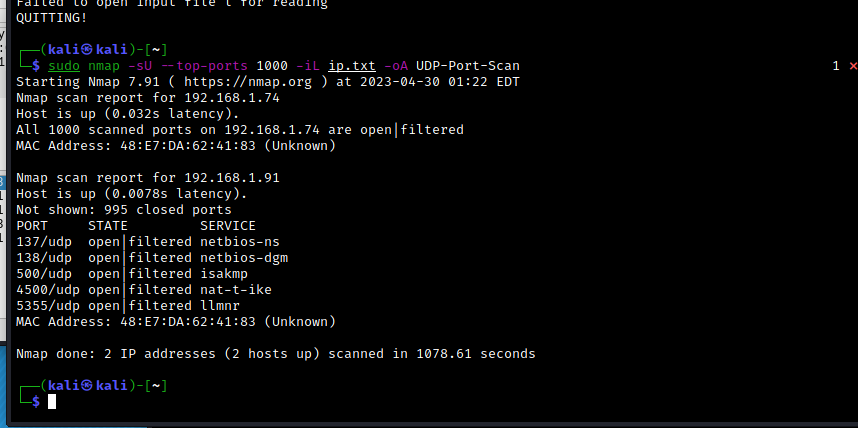 Failed to open input file t for reading
QUITTING!
┌──(kali㉿kali)-[~]
└─$ sudo nmap -sU --top-ports 1000 -iL ip.txt -oA UDP-Port-Scan 1 ⨯
Starting Nmap 7.91 ( https://nmap.org ) at 2023-04-30 01:22 EDT
Nmap scan report for 192.168.1.74
Host is up (0.032s latency).
All 1000 scanned ports on 192.168.1.74 are open|filtered
MAC Address: 48:E7:DA:62:41:83 (Unknown)
Nmap scan report for 192.168.1.91
Host is up (0.0078s latency).
Not shown: 995 closed ports
PORT STATE SERVICE
137/udp open|filtered netbios-ns
138/udp open|filtered netbios-dgm
500/udp open|filtered isakmp
4500/udp open|filtered nat-t-ike
5355/udp open|filtered llmnr
MAC Address: 48:E7:DA:62:41:83 (Unknown)
Nmap done: 2 IP addresses (2 hosts up) scanned in 1078.61 seconds
┌──(kali㉿kali)-[~]
└─$